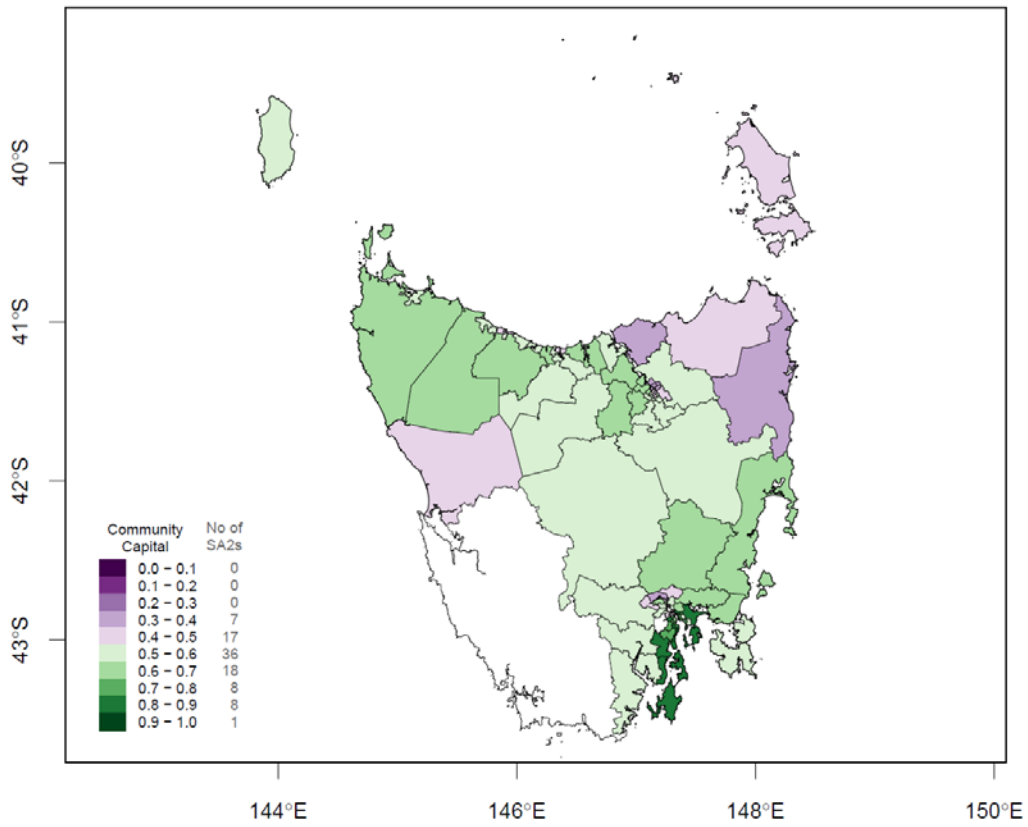 40°S
41°S
42°S
43°S
Community Capital No of SA2s
0.0 – 0.1 0
0.1 – 0.2 0
0.2 – 0.3 0
0.3 – 0.4 7
0.4 – 0.5 17
0.5 – 0.6 36
0.6 – 0.7 18
0.7 – 0.8 8
0.8 – 0.9 8
0.9 – 1.0 1
144°E 146°E 148°E 150°E